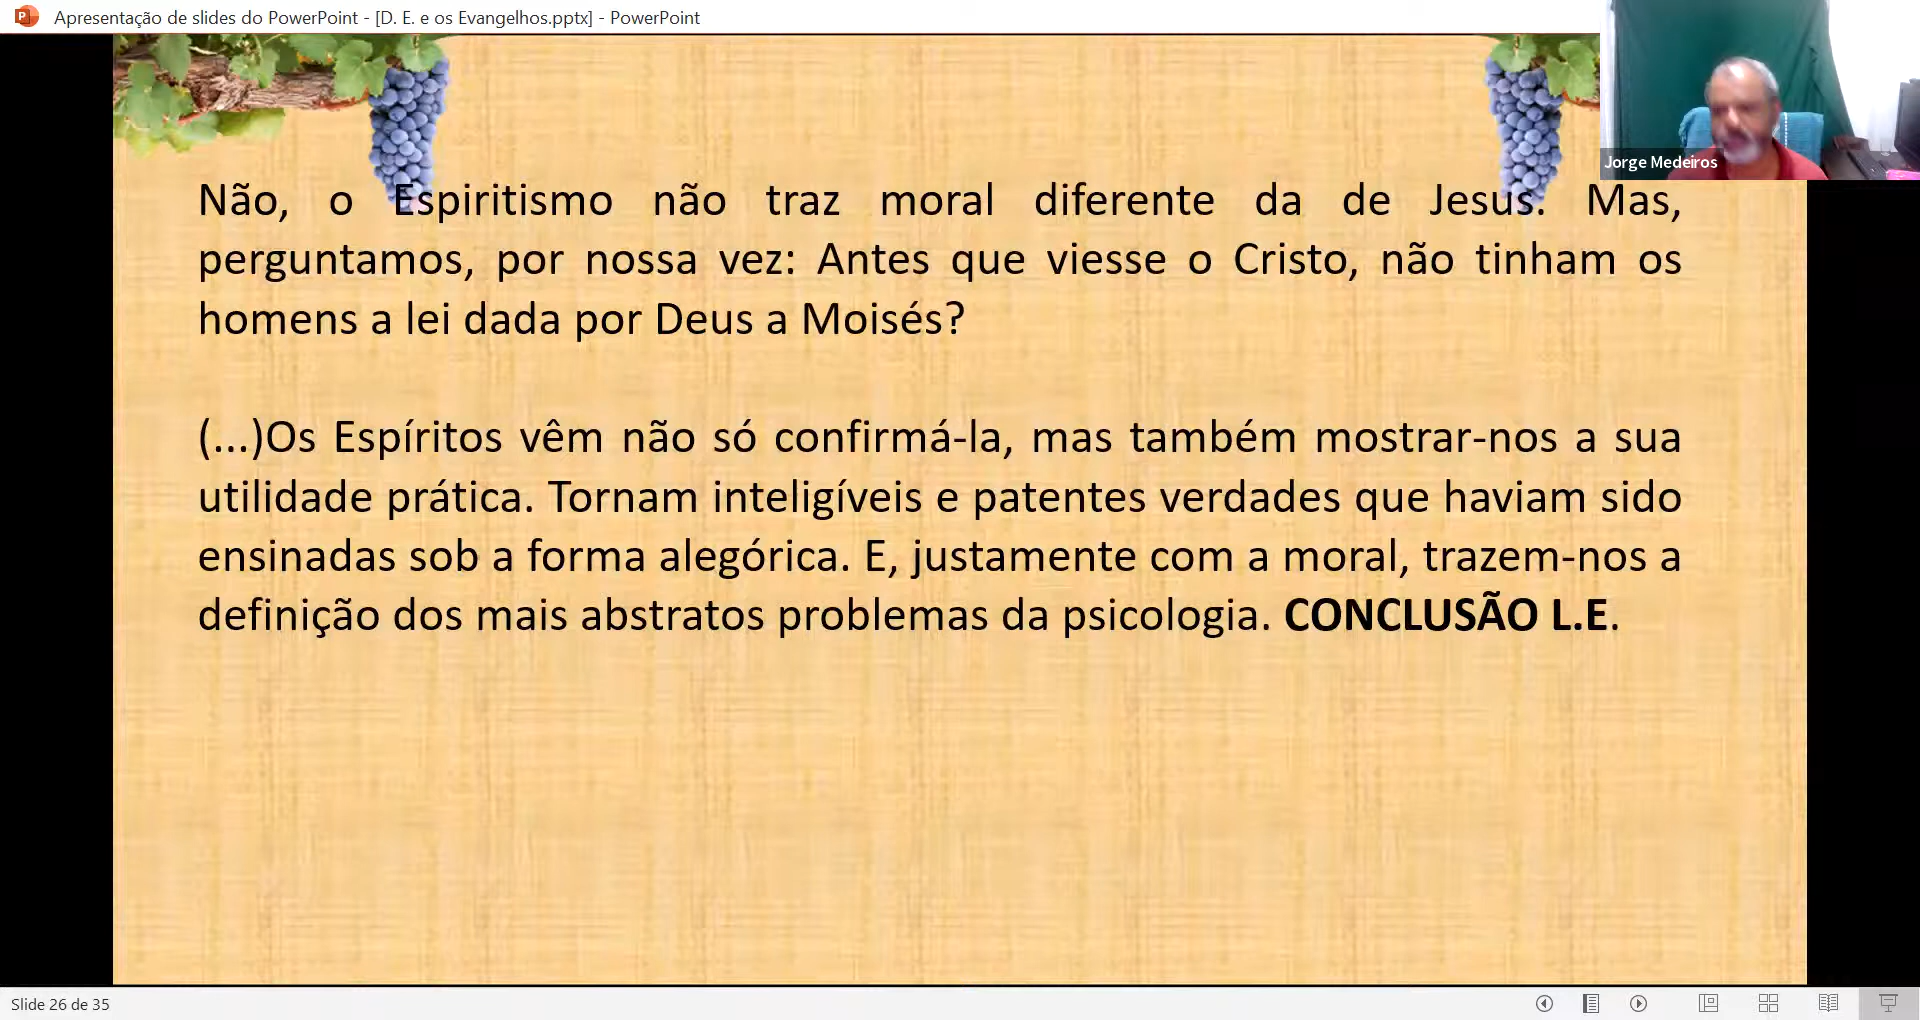 Apresentação de slides do PowerPoint - [D. E. e os Evangelhos.pptx] - PowerPoint
Jorge Medeiros
Não, o Espiritismo não traz moral diferente da de Jesus. Mas,
perguntamos, por nossa vez: Antes que viesse o Cristo, não tinham os
homens a lei dada por Deus a Moisés?
(...)Os Espíritos vêm não só confirmá-la, mas também mostrar-nos a sua
utilidade prática. Tornam inteligíveis e patentes verdades que haviam sido
ensinadas sob a forma alegórica. E, justamente com a moral, trazem-nos a
definição dos mais abstratos problemas da psicologia. CONCLUSÃO L.E.
Slide 26 de 35